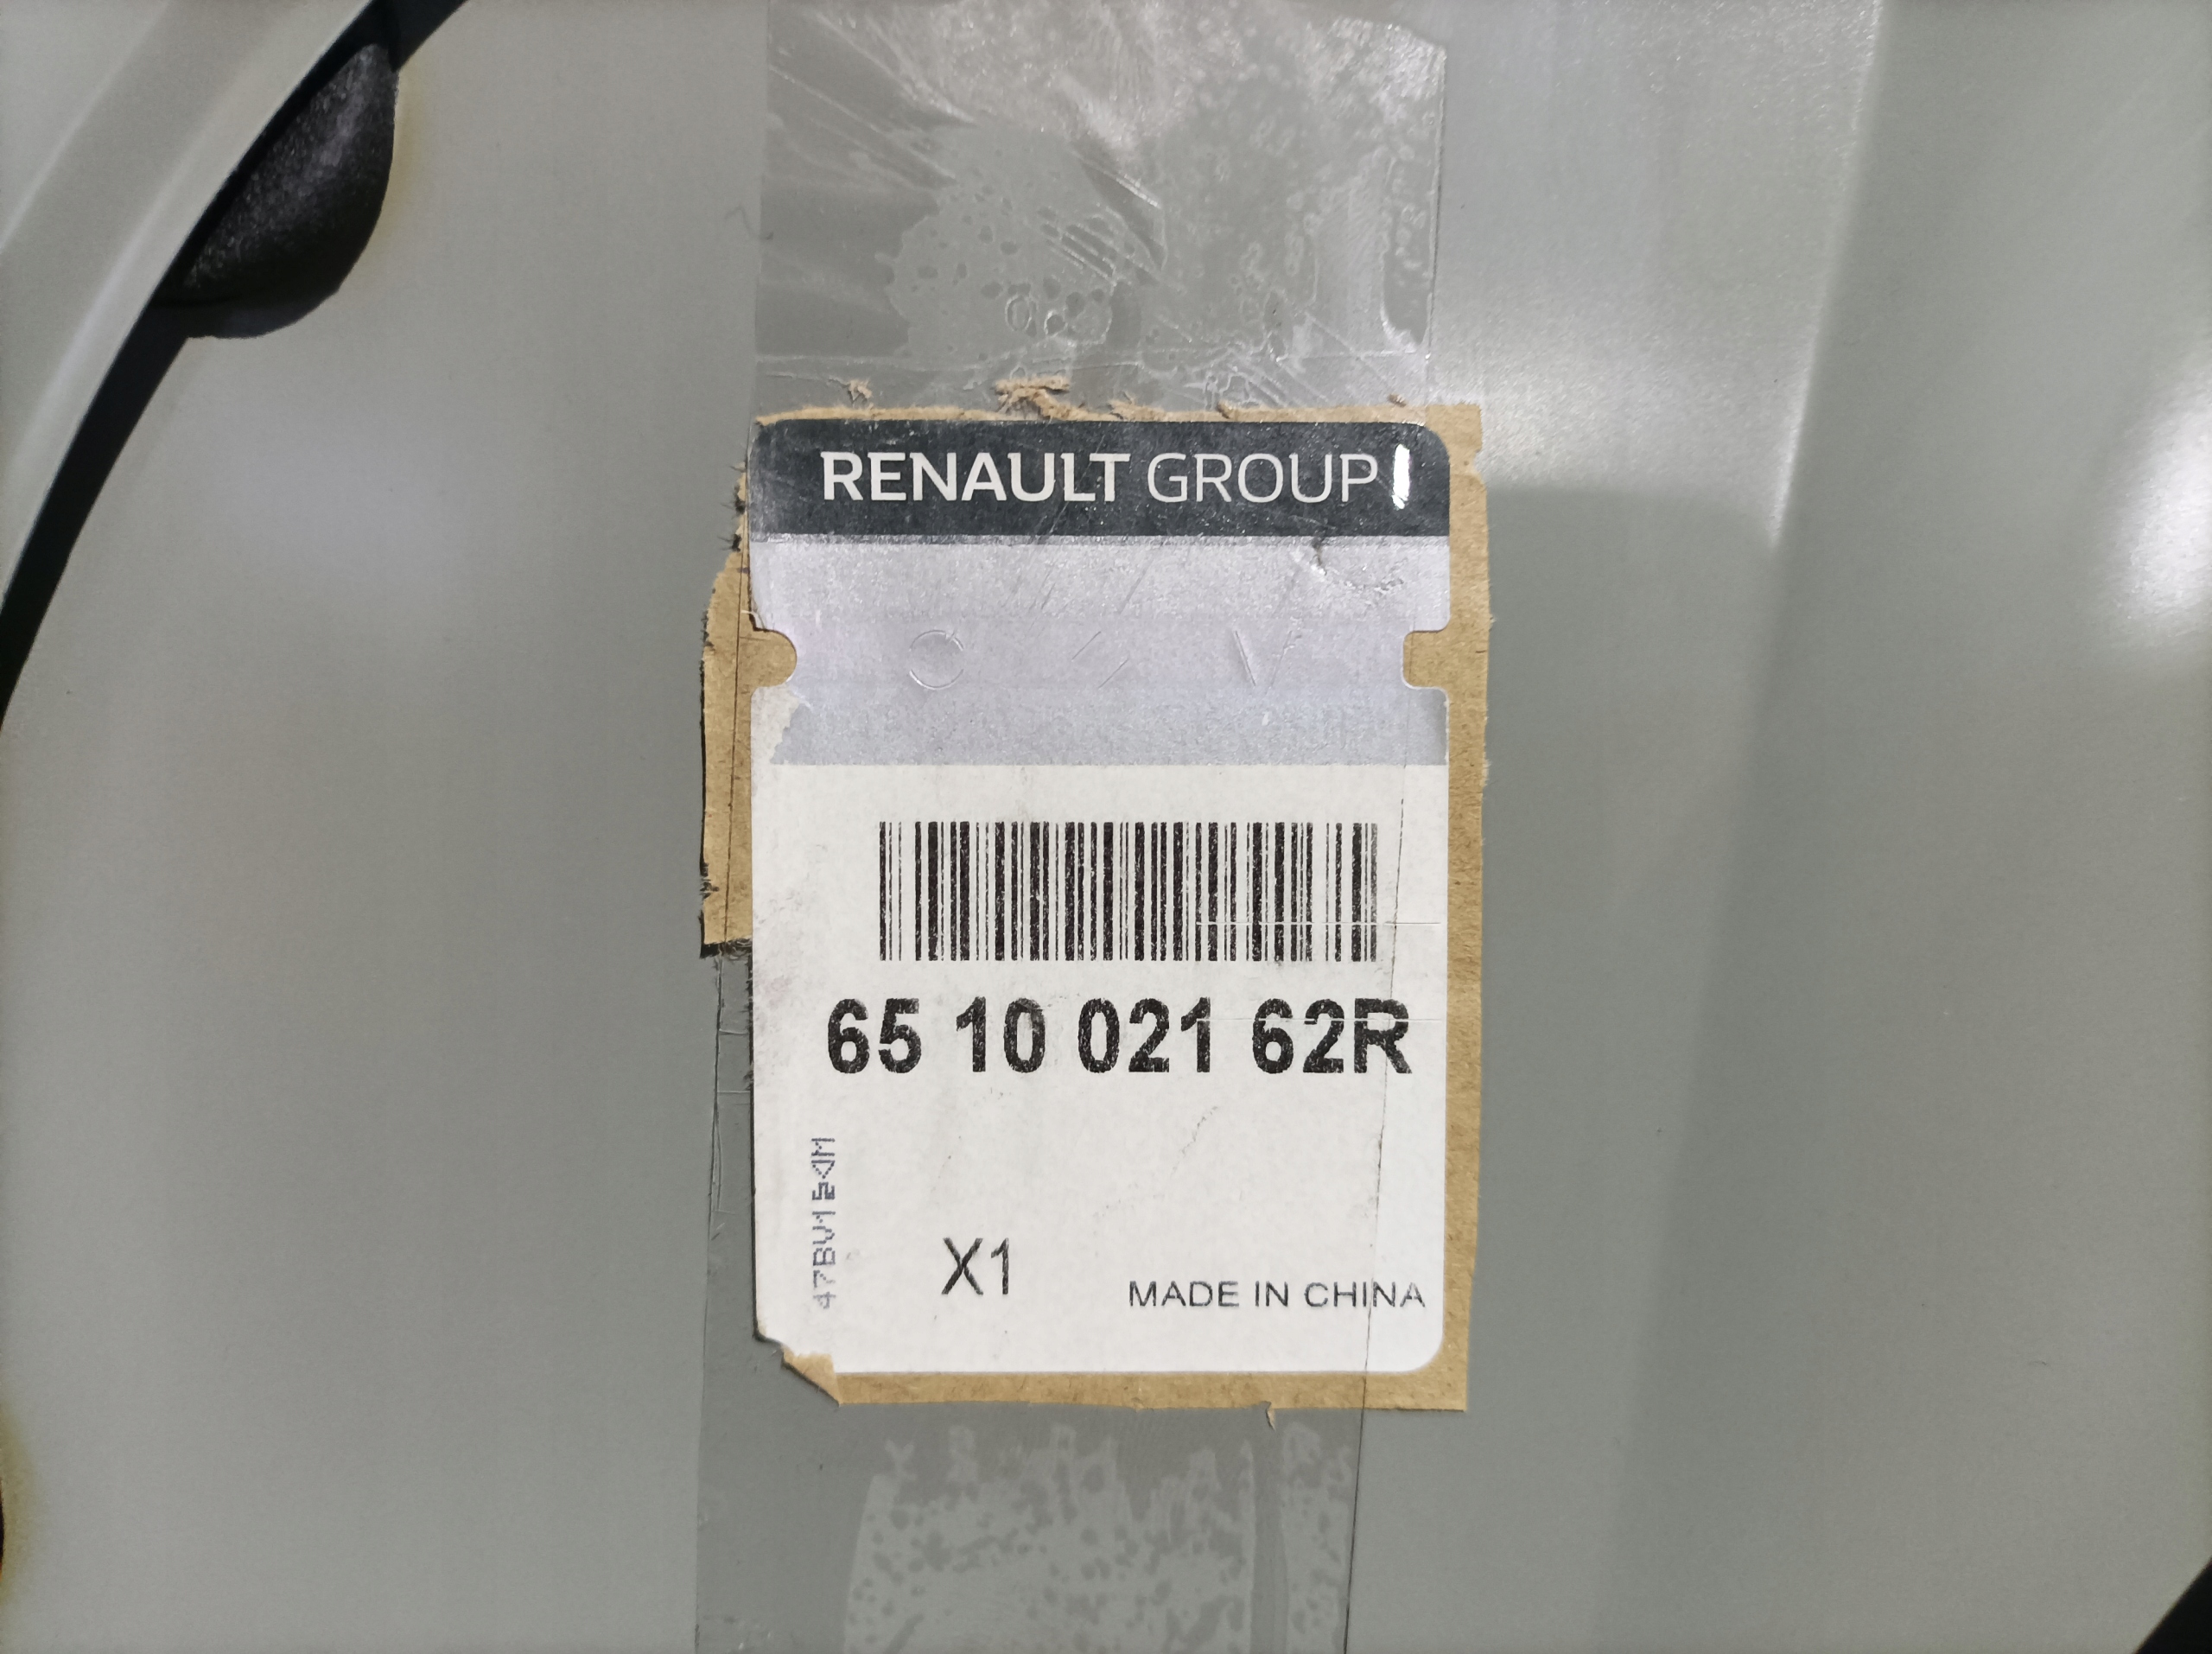 RENAULT GROUP
65 10 021 62R
X1
MADE IN CHINA